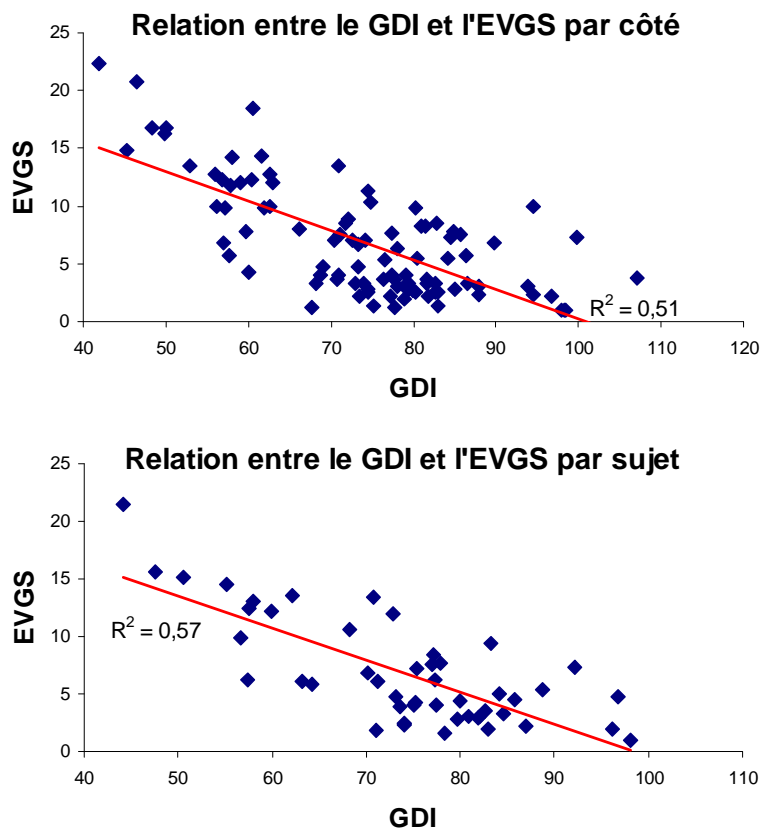 Relation entre le GDI et l'EVGS par côté
25
20
15
10
5
0
EVGS
R² = 0,51
40 50 60 70 80 90 100 110 120
GDI
Relation entre le GDI et l'EVGS par sujet
25
20
15
10
5
0
EVGS
R² = 0,57
40 50 60 70 80 90 100 110
GDI